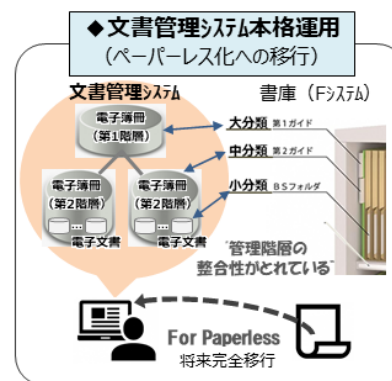 ◆文書管理ｼｽﾃﾑ本格運用
（ペーパーレス化への移行）
文書管理ｼｽﾃﾑ
書庫（Fｼｽﾃﾑ）
電子簿冊
（第1階層）
大分類 第１ガイド
中分類 第２ガイド
小分類 ＢＳフォルダ
電子簿冊
（第2階層）
電子簿冊
（第2階層）
…
…
電子文書
電子文書
“管理階層の
整合性がとれている”
For Paperless
将来完全移行